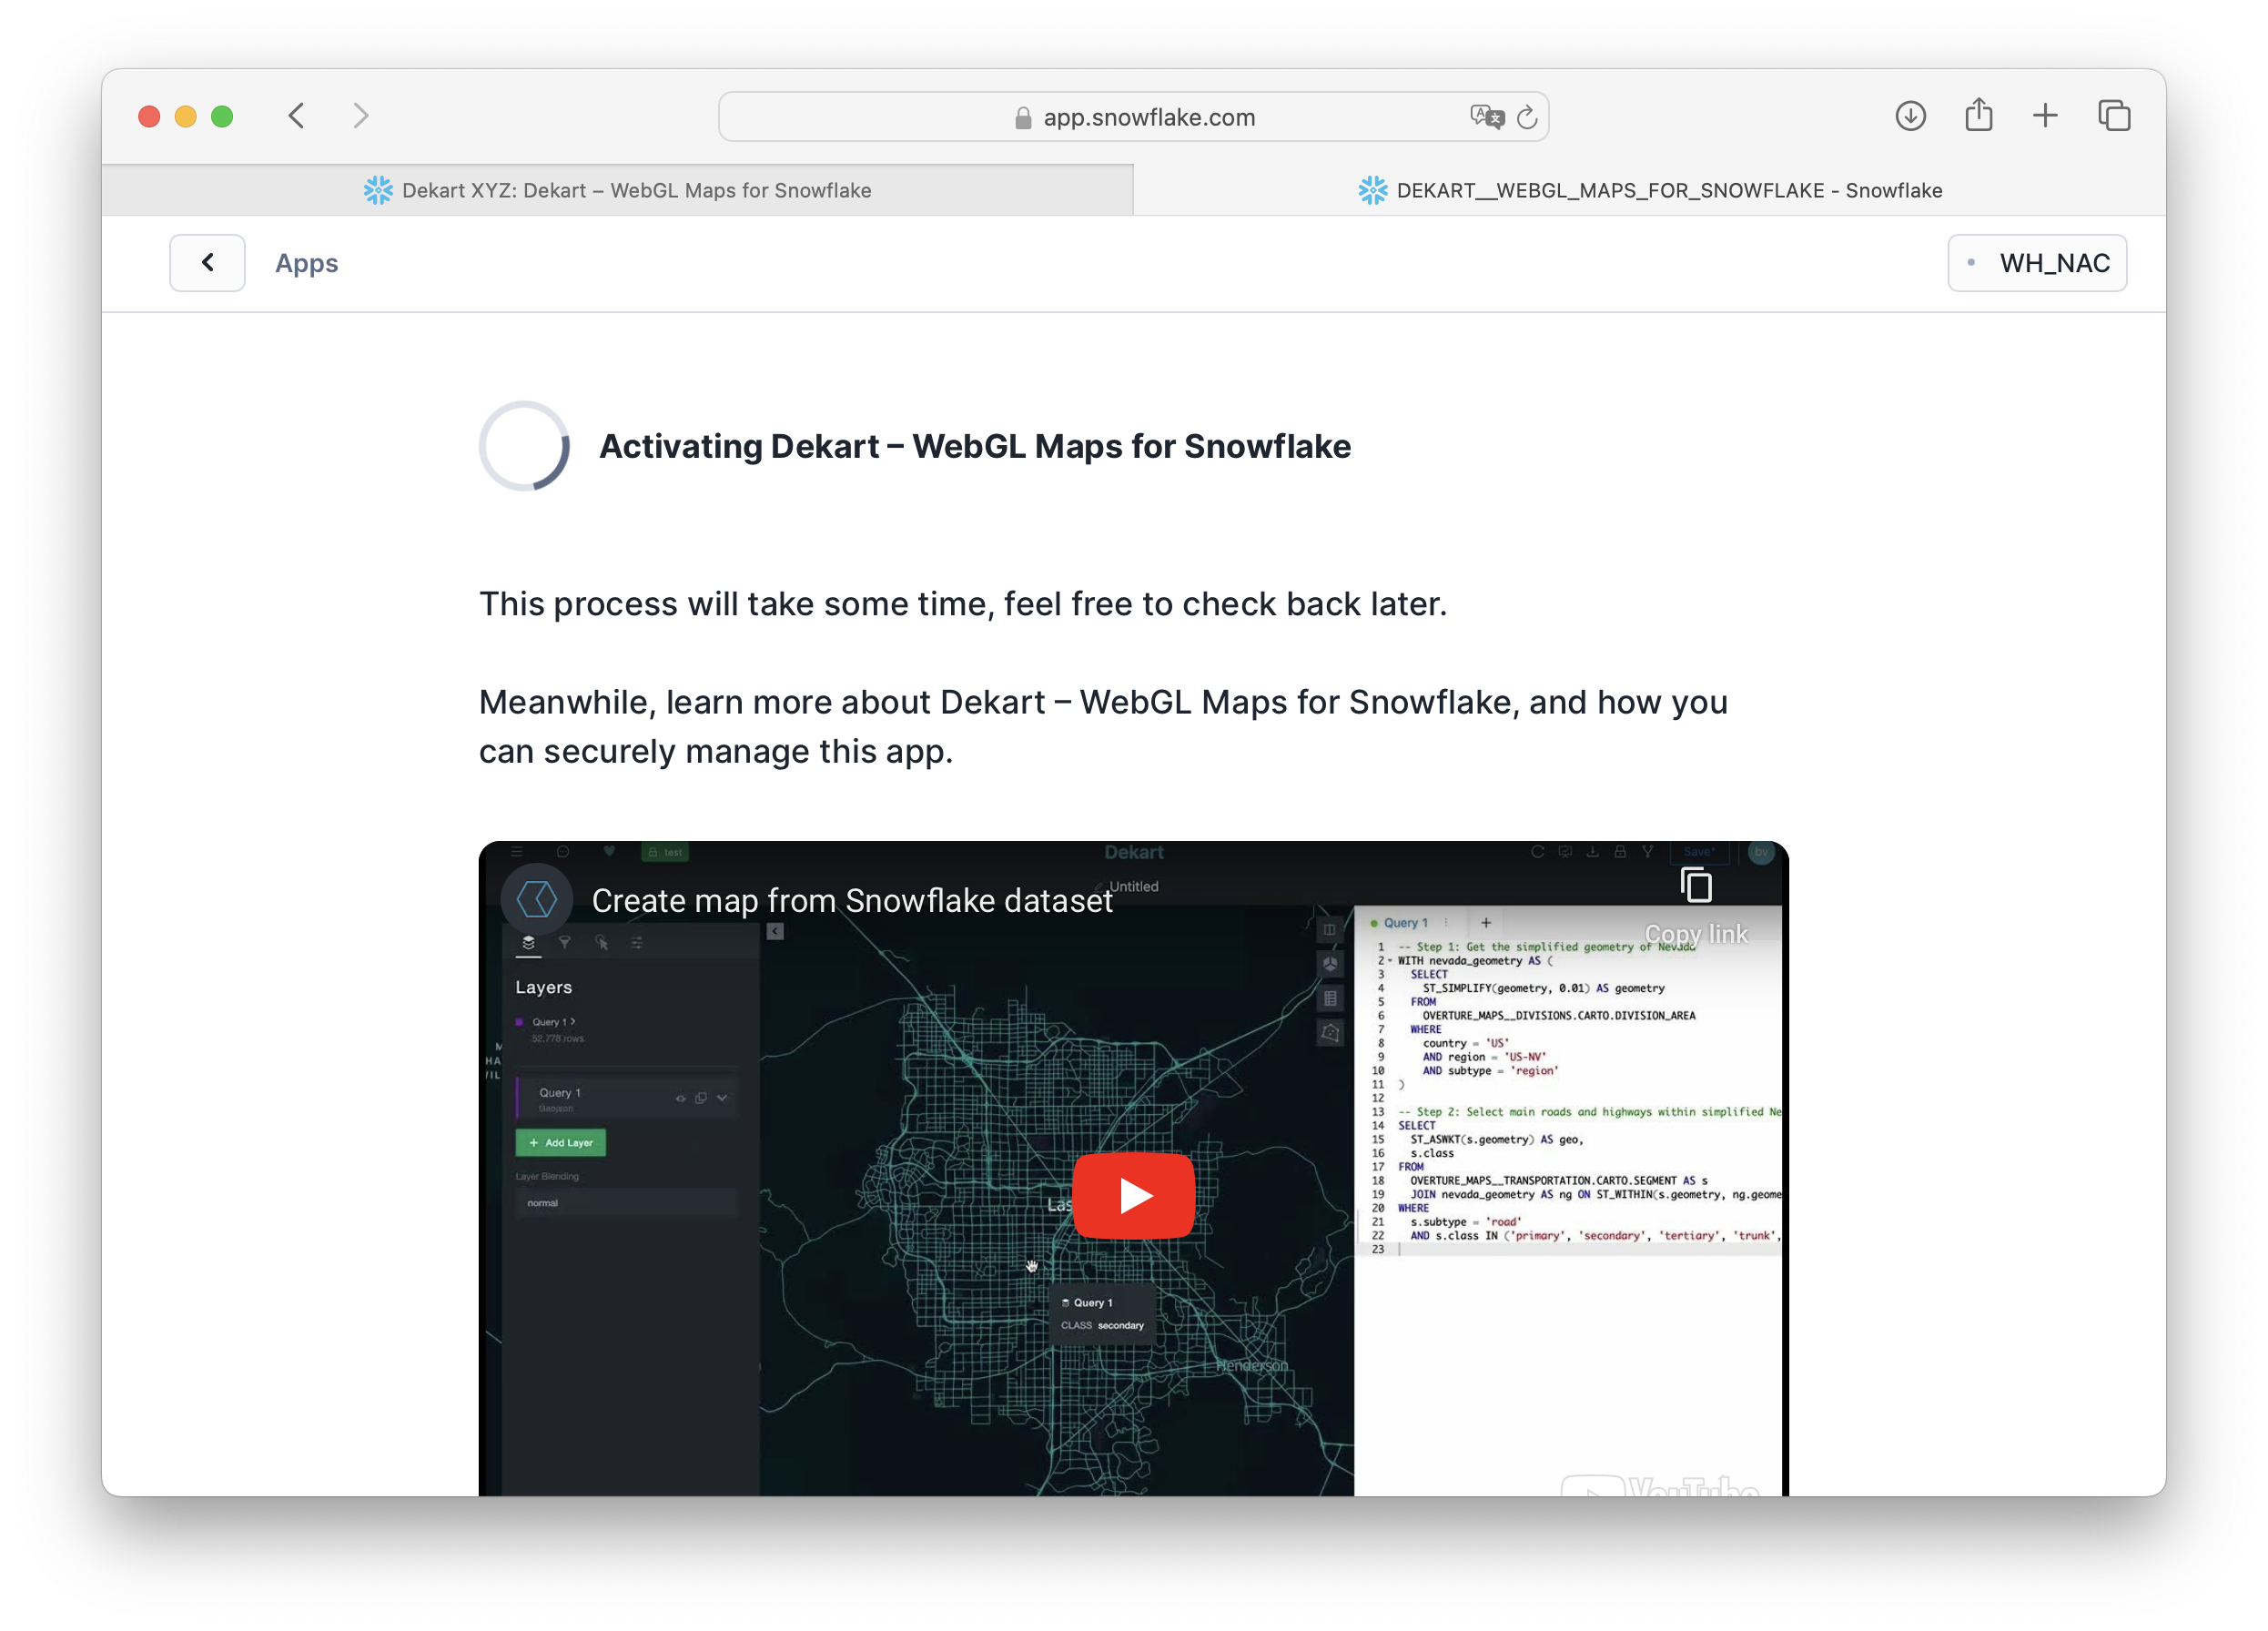 app.snowflake.com
Dekart XYZ: Dekart – WebGL Maps for Snowflake
DEKART__WEBGL_MAPS_FOR_SNOWFLAKE - Snowflake
Apps
WH_NAC
Activating Dekart – WebGL Maps for Snowflake
This process will take some time, feel free to check back later.
Meanwhile, learn more about Dekart – WebGL Maps for Snowflake, and how you
can securely manage this app.
test
Dekart
Save*
bv
Untitled
Create map from Snowflake dataset
Copy link
Layers
Query 1
52,778 rows
Query 1
Geojson
+ Add Layer
Layer Blending
normal
Las
Query 1
CLASS secondary
Henderson
Query 1
+
1 -- Step 1: Get the simplified geometry of Nevada
2 WITH nevada_geometry AS (
3 SELECT
4 ST_SIMPLIFY(geometry, 0.01) AS geometry
5 FROM
6 OVERTURE_MAPS__DIVISIONS.CARTO.DIVISION_AREA
7 WHERE
8 country = 'US'
9 AND region = 'US-NV'
10 AND subtype = 'region'
11 )
12
13 -- Step 2: Select main roads and highways within simplified Ne
14 SELECT
15 ST_ASWKT(s.geometry) AS geo,
16 s.class
17 FROM
18 OVERTURE_MAPS__TRANSPORTATION.CARTO.SEGMENT AS s
19 JOIN nevada_geometry AS ng ON ST_WITHIN(s.geometry, ng.geome
20 WHERE
21 s.subtype = 'road'
22 AND s.class IN ('primary', 'secondary', 'tertiary', 'trunk',
23
YouTube